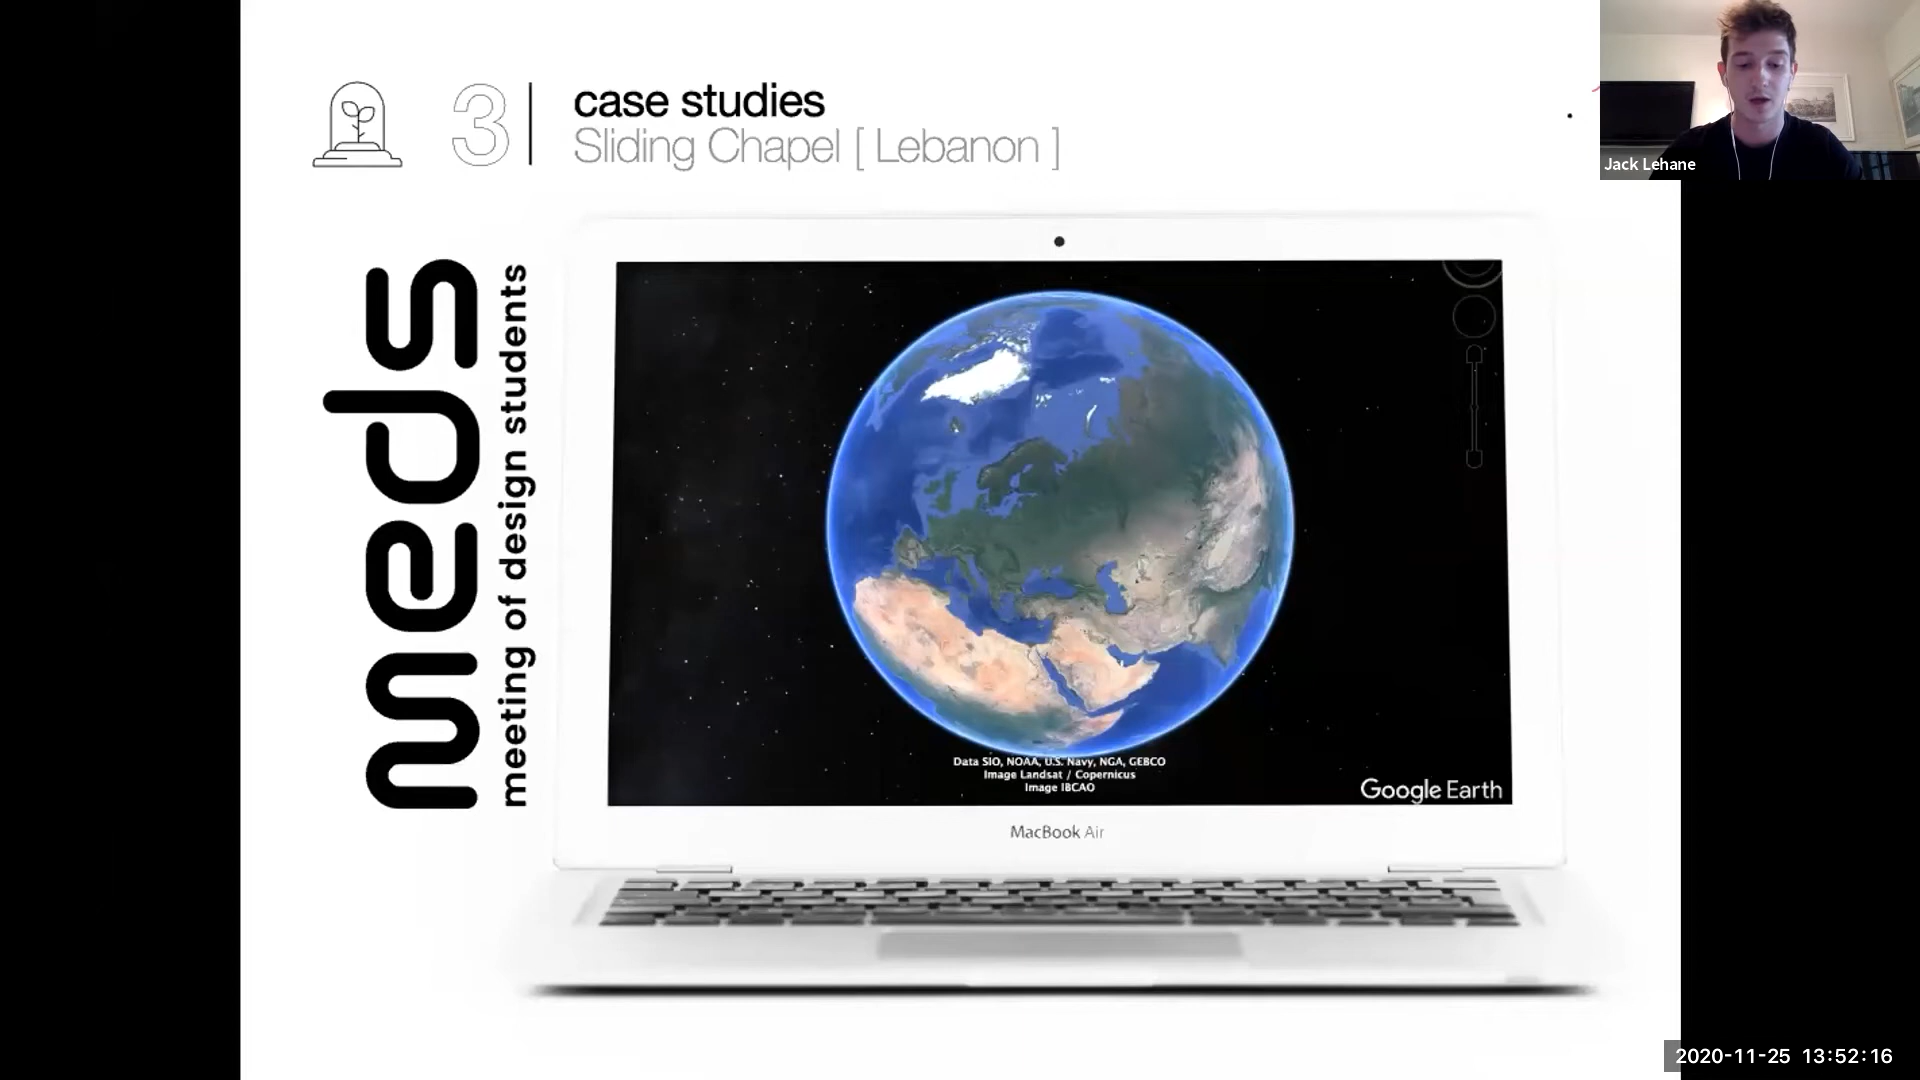 3
case studies
Sliding Chapel [ Lebanon ]
Jack Lehane
meds
meeting of design students
Data SIO, NOAA, U.S. Navy, NGA, GEBCO
Image Landsat / Copernicus
Image IBCAO
Google Earth
MacBook Air
2020-11-25 13:52:16